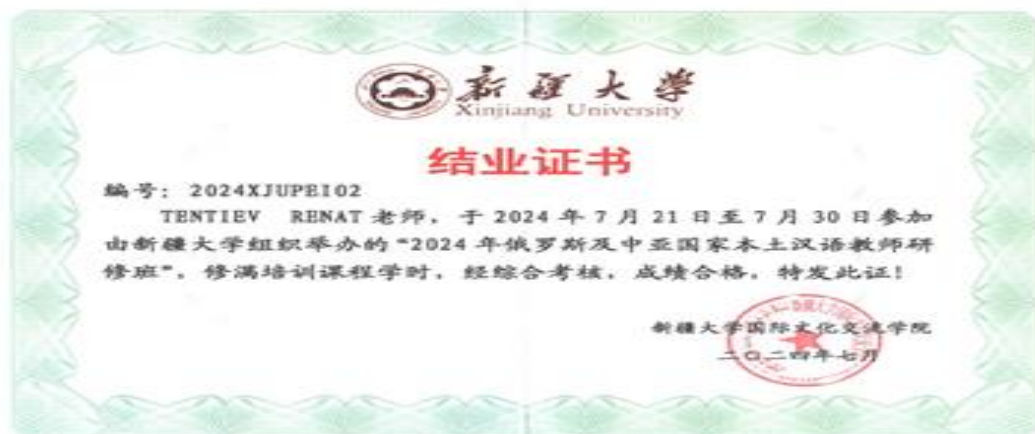 新疆大学
Xinjiang University
结业证书
编号：2024XJUPEI02
TENTIEV RENAT 老师，于 2024 年 7 月 21 日至 7 月 30 日参加
由新疆大学组织举办的“2024 年俄罗斯及中亚国家本土汉语教师研
修班”，修满培训课程学时，经综合考核，成绩合格，特发此证！
新疆大学国际文化交流学院
二〇二四年七月